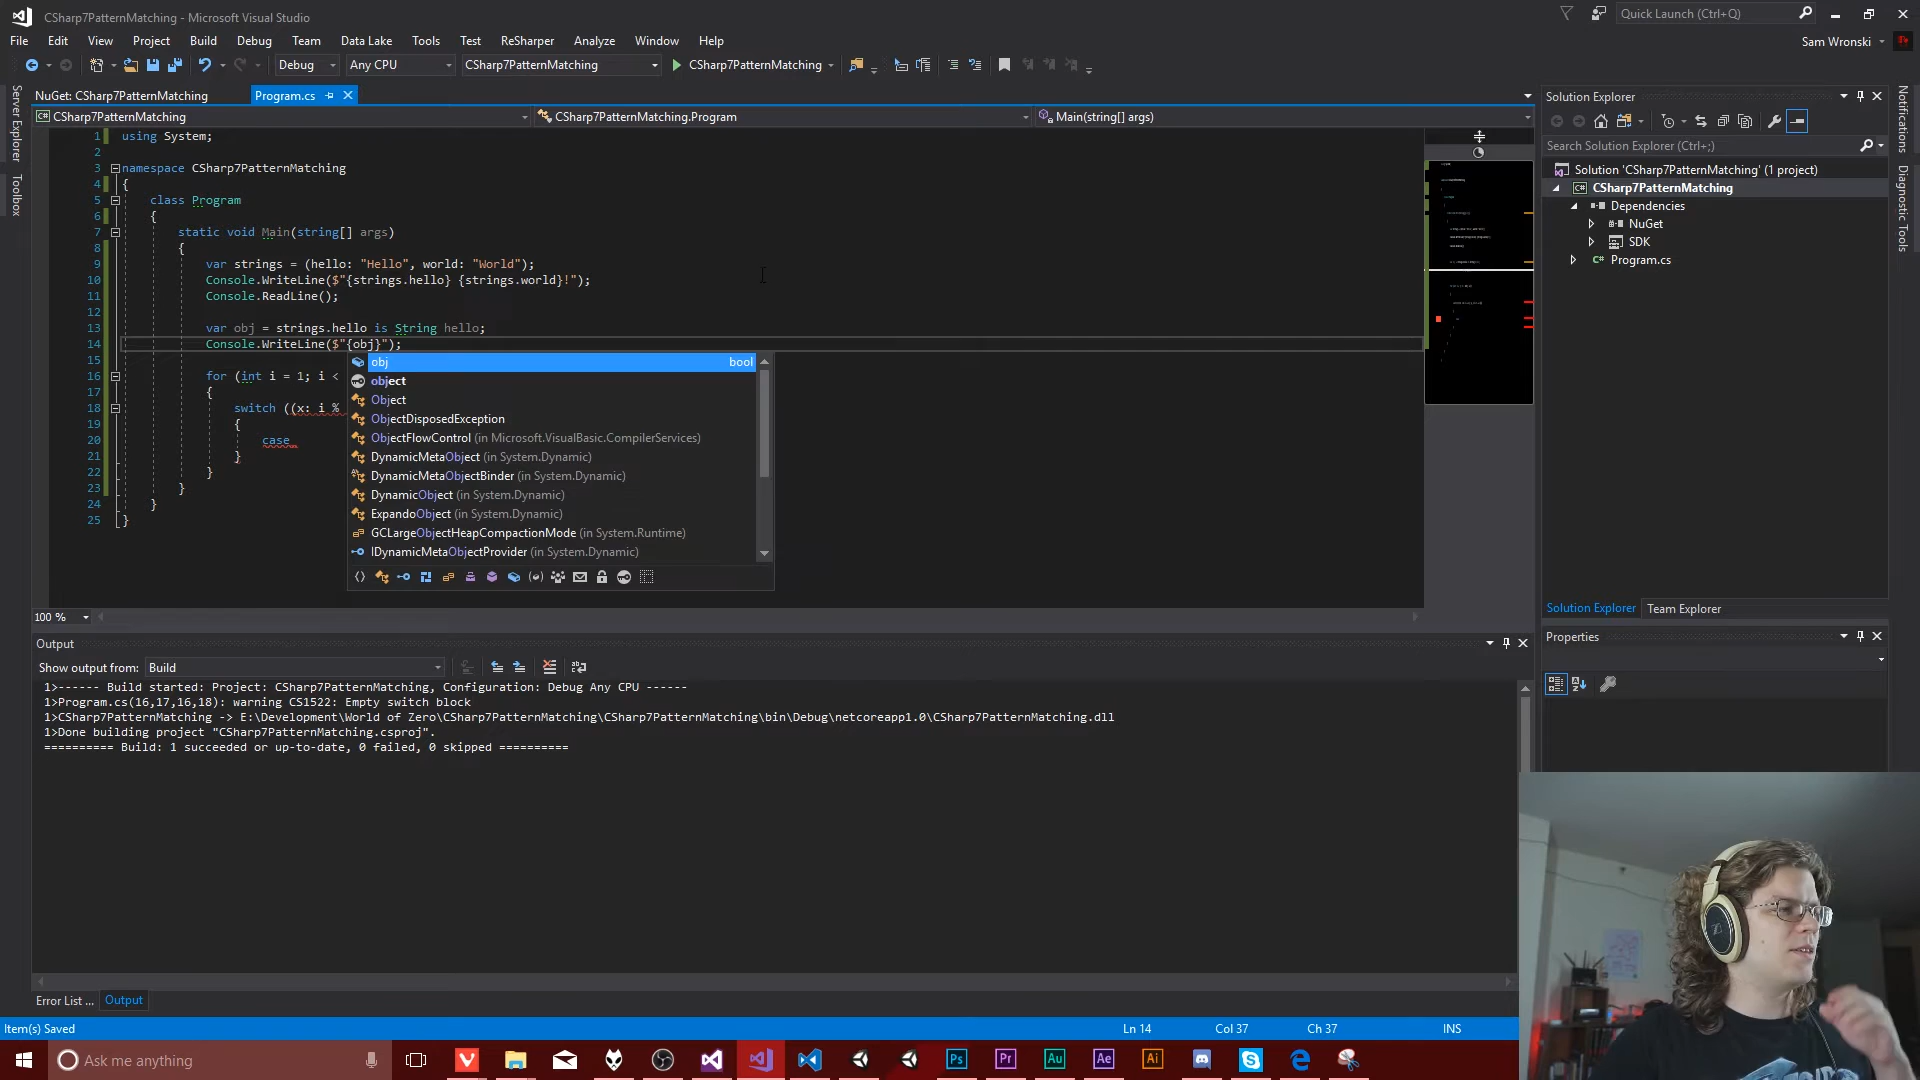 CSharp7PatternMatching - Microsoft Visual Studio
Quick Launch (Ctrl+Q)
File Edit View Project Build Debug Team Data Lake Tools Test ReSharper Analyze Window Help
Sam Wronski
Debug Any CPU CSharp7PatternMatching CSharp7PatternMatching
Server Explorer
Toolbox
NuGet: CSharp7PatternMatching Program.cs
C# CSharp7PatternMatching CSharp7PatternMatching.Program Main(string[] args)
1 using System;
2
3 namespace CSharp7PatternMatching
4 {
5 class Program
6 {
7 static void Main(string[] args)
8 {
9 var strings = (hello: "Hello", world: "World");
10 Console.WriteLine($"{strings.hello} {strings.world}!");
11 Console.ReadLine();
12
13 var obj = strings.hello is String hello;
14 Console.WriteLine($"{obj}");
15
16 for (int i = 1; i <
17 {
18 switch ((x: i %
19 {
20 case
21 }
22 }
23 }
24 }
25 }
obj bool
object
Object
ObjectDisposedException
ObjectFlowControl (in Microsoft.VisualBasic.CompilerServices)
DynamicMetaObject (in System.Dynamic)
DynamicMetaObjectBinder (in System.Dynamic)
DynamicObject (in System.Dynamic)
ExpandoObject (in System.Dynamic)
GCLargeObjectHeapCompactionMode (in System.Runtime)
IDynamicMetaObjectProvider (in System.Dynamic)
100 %
Solution Explorer
Search Solution Explorer (Ctrl+;)
Solution 'CSharp7PatternMatching' (1 project)
C# CSharp7PatternMatching
Dependencies
NuGet
SDK
C# Program.cs
Solution Explorer Team Explorer
Properties
Notifications
Diagnostic Tools
Output
Show output from: Build
1>------ Build started: Project: CSharp7PatternMatching, Configuration: Debug Any CPU ------
1>Program.cs(16,17,16,18): warning CS1522: Empty switch block
1>CSharp7PatternMatching -> E:\Development\World of Zero\CSharp7PatternMatching\CSharp7PatternMatching\bin\Debug\netcoreapp1.0\CSharp7PatternMatching.dll
1>Done building project "CSharp7PatternMatching.csproj".
========== Build: 1 succeeded or up-to-date, 0 failed, 0 skipped ==========
Error List ... Output
Item(s) Saved Ln 14 Col 37 Ch 37 INS
Ask me anything
Ps Pr Au Ae Ai